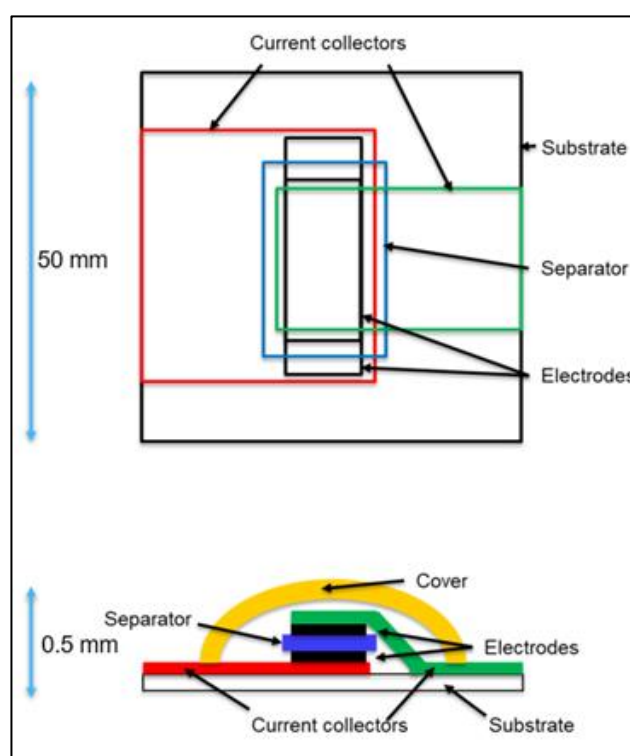 Current collectors
Substrate
50 mm
Separator
Electrodes
Cover
Separator
0.5 mm
Electrodes
Current collectors
Substrate